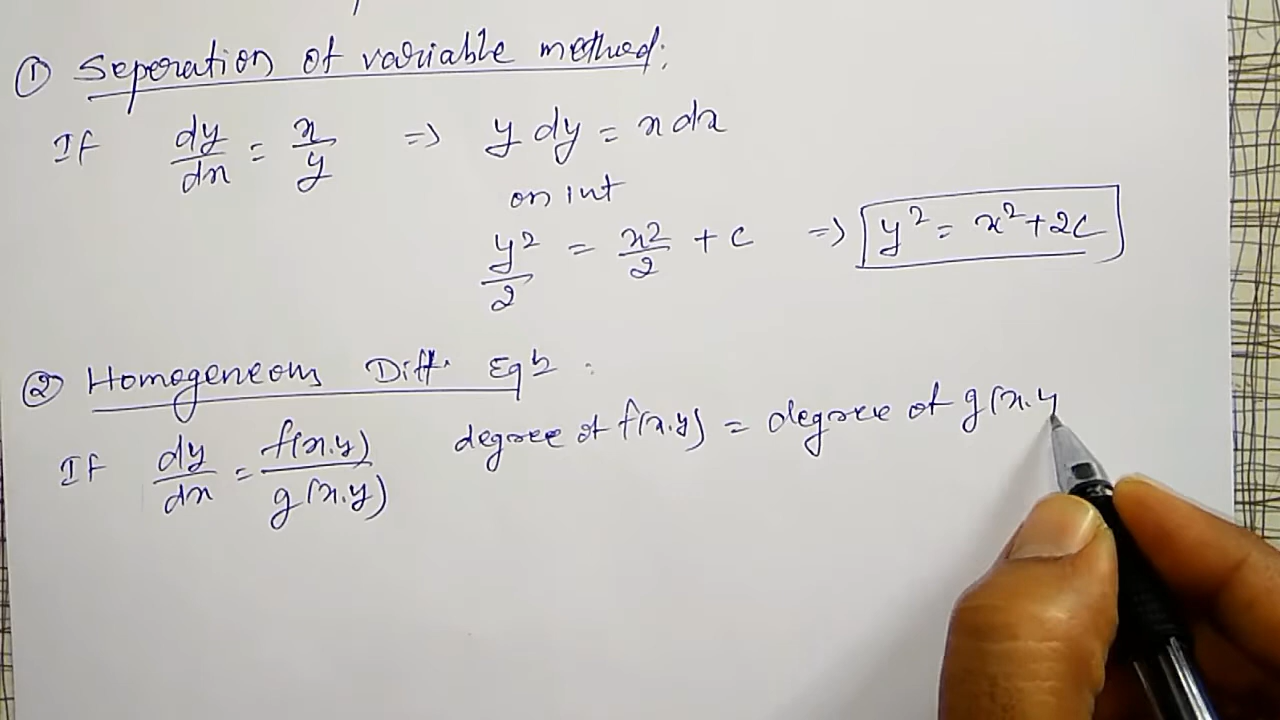 ① Seperation of variable method:
If dy/dx = x/y ⇒ y dy = x dx
on int
y²/2 = x²/2 + c ⇒ y² = x² + 2c
② Homogeneous Diff. Eqn :
If dy/dx = f(x.y)/g(x.y) degree of f(x.y) = degree of g(x.y